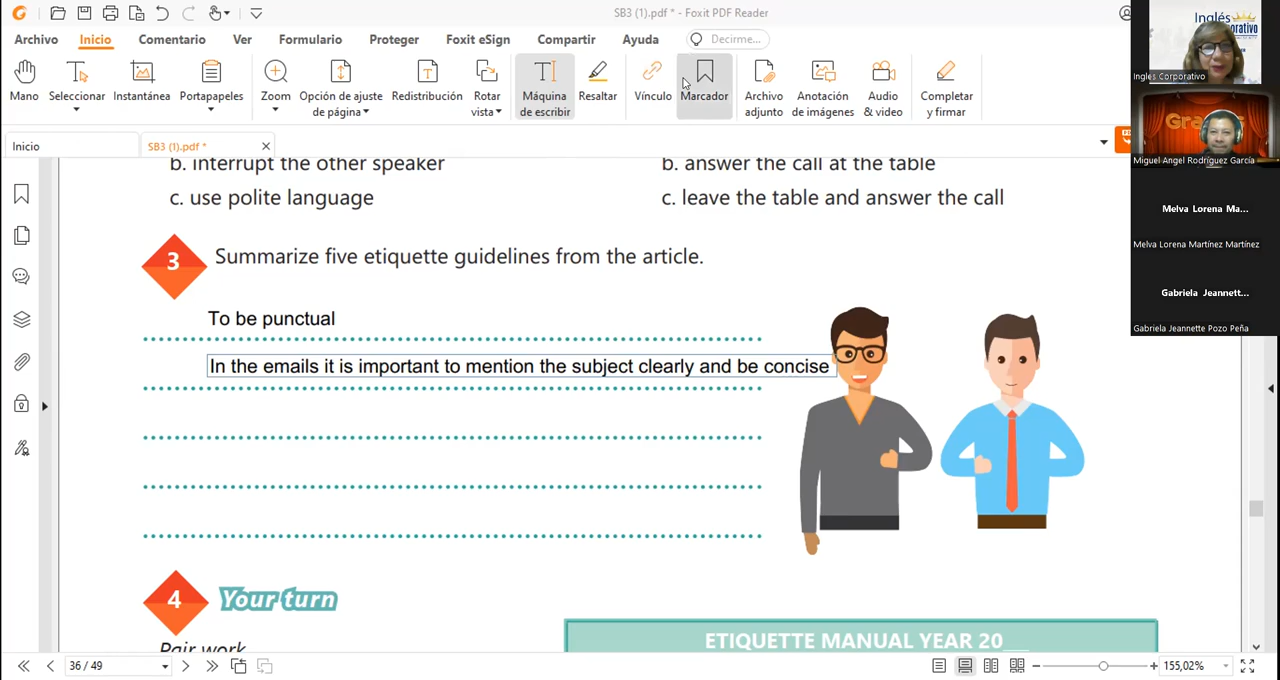 SB3 (1).pdf * - Foxit PDF Reader
Archivo Inicio Comentario Ver Formulario Proteger Foxit eSign Compartir Ayuda Decirme...
Mano Seleccionar Instantánea Portapapeles Zoom Opción de ajuste de página Redistribución Rotar vista Máquina de escribir Resaltar Vínculo Marcador Archivo adjunto Anotación de imágenes Audio & video Completar y firmar
Inicio SB3 (1).pdf *
b. interrupt the other speaker
b. answer the call at the table
c. use polite language
c. leave the table and answer the call
3 Summarize five etiquette guidelines from the article.
To be punctual
In the emails it is important to mention the subject clearly and be concise
4 Your turn
Pair work
ETIQUETTE MANUAL YEAR 20__
36 / 49
155,02%
Inglés
Ingles Corporativo
Miguel Angel Rodríguez García
Melva Lorena Ma...
Melva Lorena Martínez Martínez
Gabriela Jeannett...
Gabriela Jeannette Pozo Peña